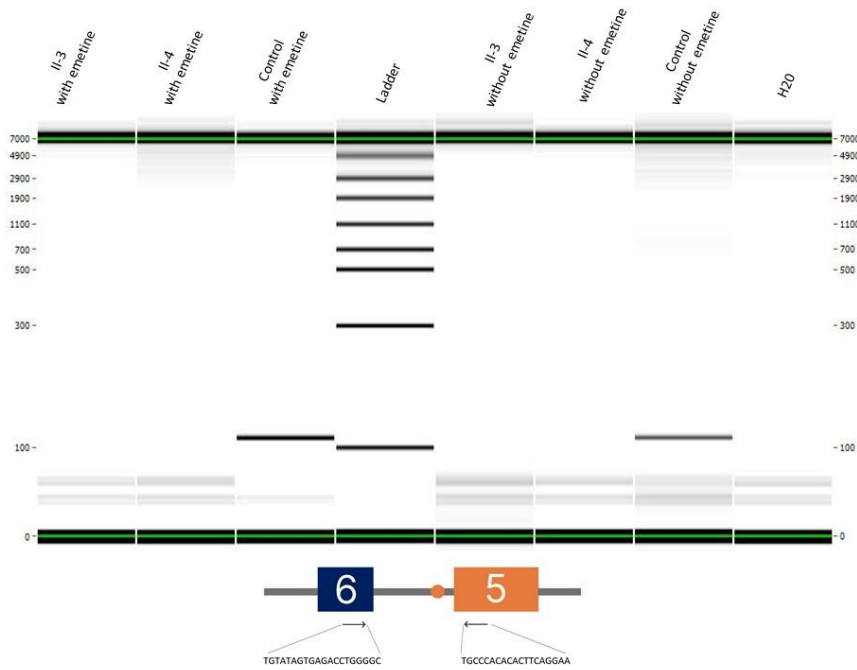 II-3
with emetine
II-4
with emetine
Control
with emetine
Ladder
II-3
without emetine
II-4
without emetine
Control
without emetine
H20
7000
4900
2900
1900
1100
700
500
300
100
0
7000
4900
2900
1900
1100
700
500
300
100
0
6 5
TGTATAGTGAGACCTGGGGC TGCCCACACACTTCAGGAA